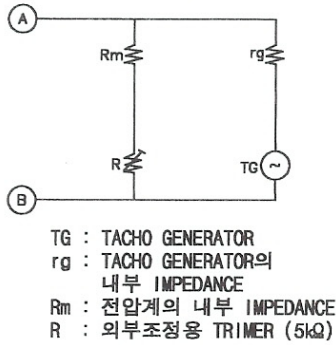 A
Rm
rg
R
TG
B
TG : TACHO GENERATOR
rg : TACHO GENERATOR의
내부 IMPEDANCE
Rm : 전압계의 내부 IMPEDANCE
R : 외부조정용 TRIMER (5kΩ)